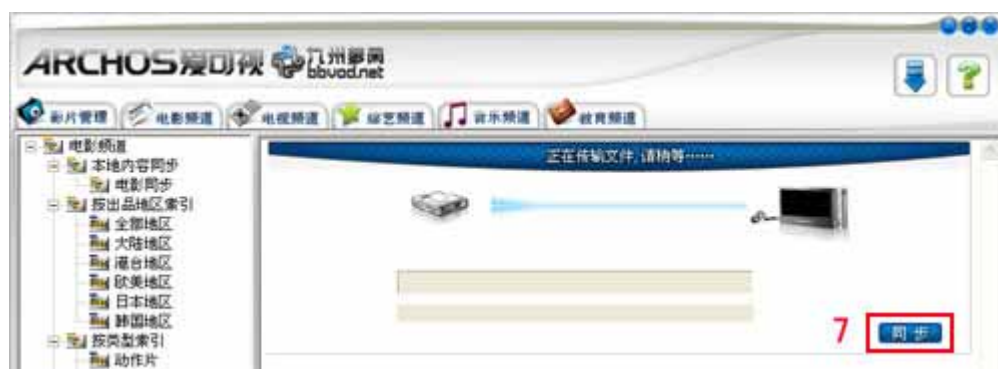 ARCHOS爱可视 九州梦网
bbvod.net
影片管理 电影频道 电视频道 综艺频道 音乐频道 教育频道
电影频道
本地内容同步
电影同步
按出品地区索引
全部地区
大陆地区
港台地区
欧美地区
日本地区
韩国地区
按类型索引
动作片
正在传输文件,请稍等……
7 同步